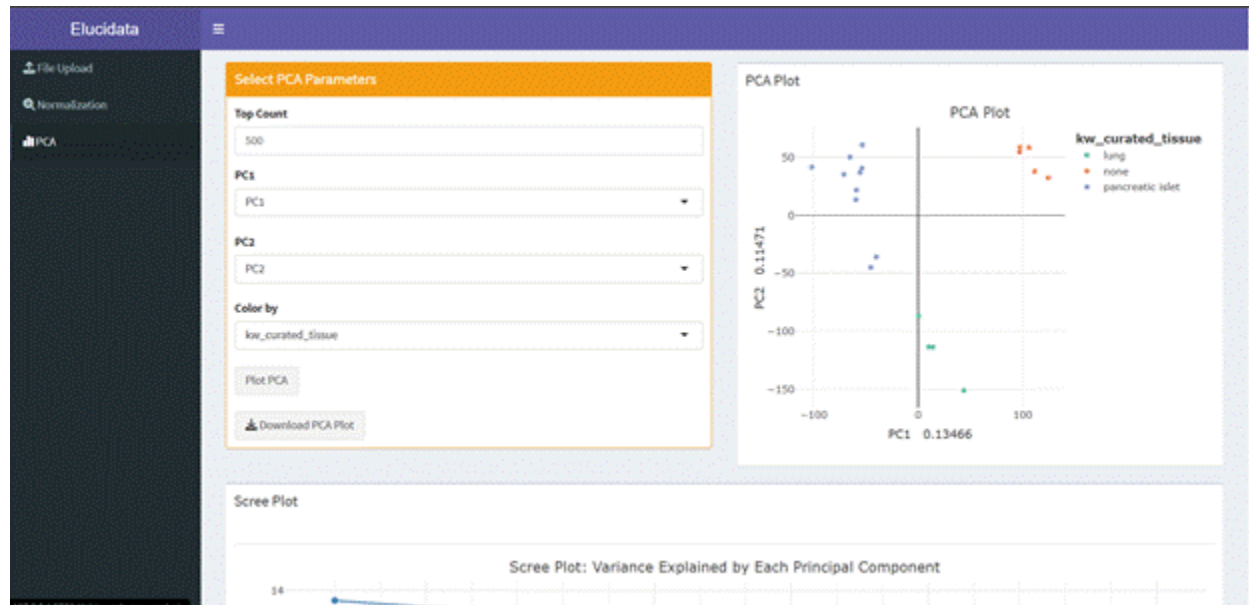 Elucidata
File Upload
Normalization
PCA
Select PCA Parameters
Top Count
500
PC1
PC1
PC2
PC2
Color by
kw_curated_tissue
Plot PCA
Download PCA Plot
PCA Plot
PCA Plot
kw_curated_tissue
lung
none
pancreatic islet
50
0
−50
−100
−150
PC2 0.11471
−100 0 100
PC1 0.13466
Scree Plot
Scree Plot: Variance Explained by Each Principal Component
14